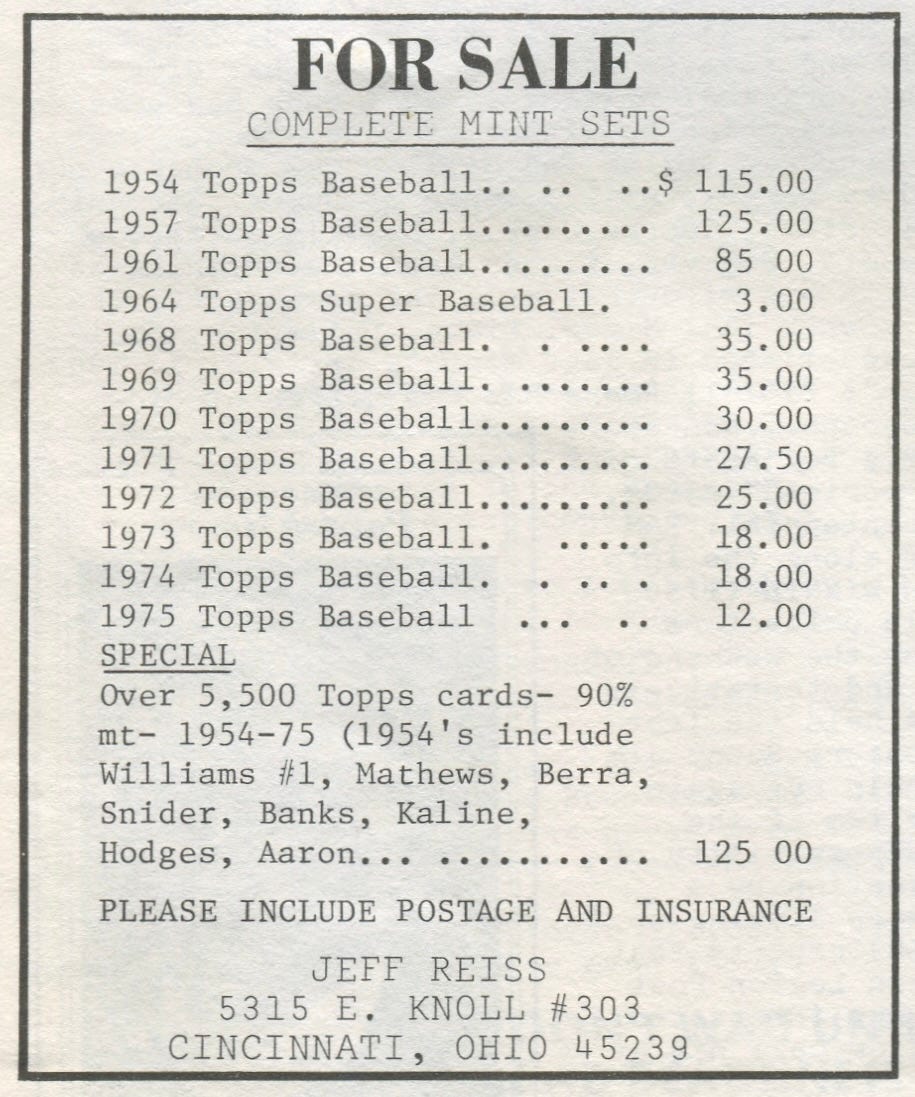 FOR SALE
COMPLETE MINT SETS
1954 Topps Baseball.. .. ..$ 115.00
1957 Topps Baseball......... 125.00
1961 Topps Baseball......... 85 00
1964 Topps Super Baseball. 3.00
1968 Topps Baseball. . .... 35.00
1969 Topps Baseball. ....... 35.00
1970 Topps Baseball......... 30.00
1971 Topps Baseball......... 27.50
1972 Topps Baseball......... 25.00
1973 Topps Baseball. ..... 18.00
1974 Topps Baseball. . .. . 18.00
1975 Topps Baseball ... .. 12.00
SPECIAL
Over 5,500 Topps cards- 90%
mt- 1954-75 (1954's include
Williams #1, Mathews, Berra,
Snider, Banks, Kaline,
Hodges, Aaron... ........... 125 00
PLEASE INCLUDE POSTAGE AND INSURANCE
JEFF REISS
5315 E. KNOLL #303
CINCINNATI, OHIO 45239